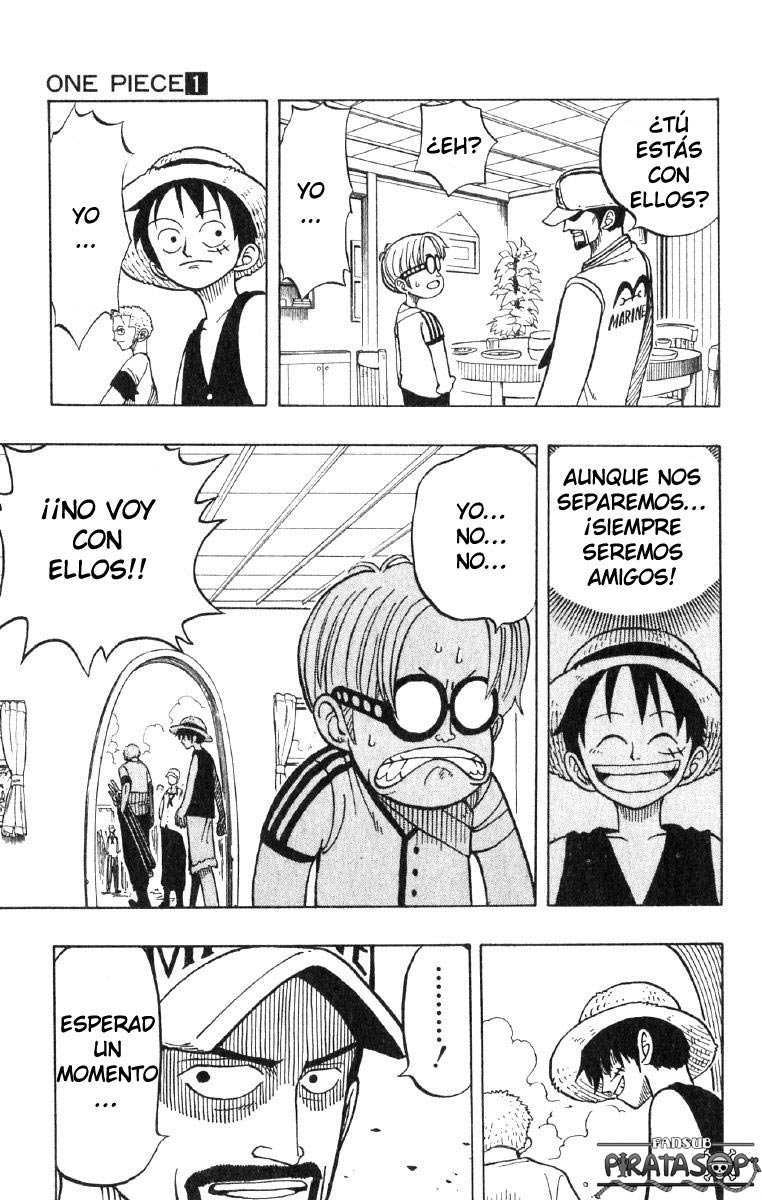 ONE PIECE 1
¿TÚ
ESTÁS
CON
ELLOS?
¿EH?
YO
...
YO
...
AUNQUE NOS
SEPAREMOS...
¡SIEMPRE
SEREMOS
AMIGOS!
YO...
NO...
NO...
¡¡NO VOY
CON
ELLOS!!
ESPERAD
UN
MOMENTO
...
......!
MARINE
FANSUB
PIRATASOP